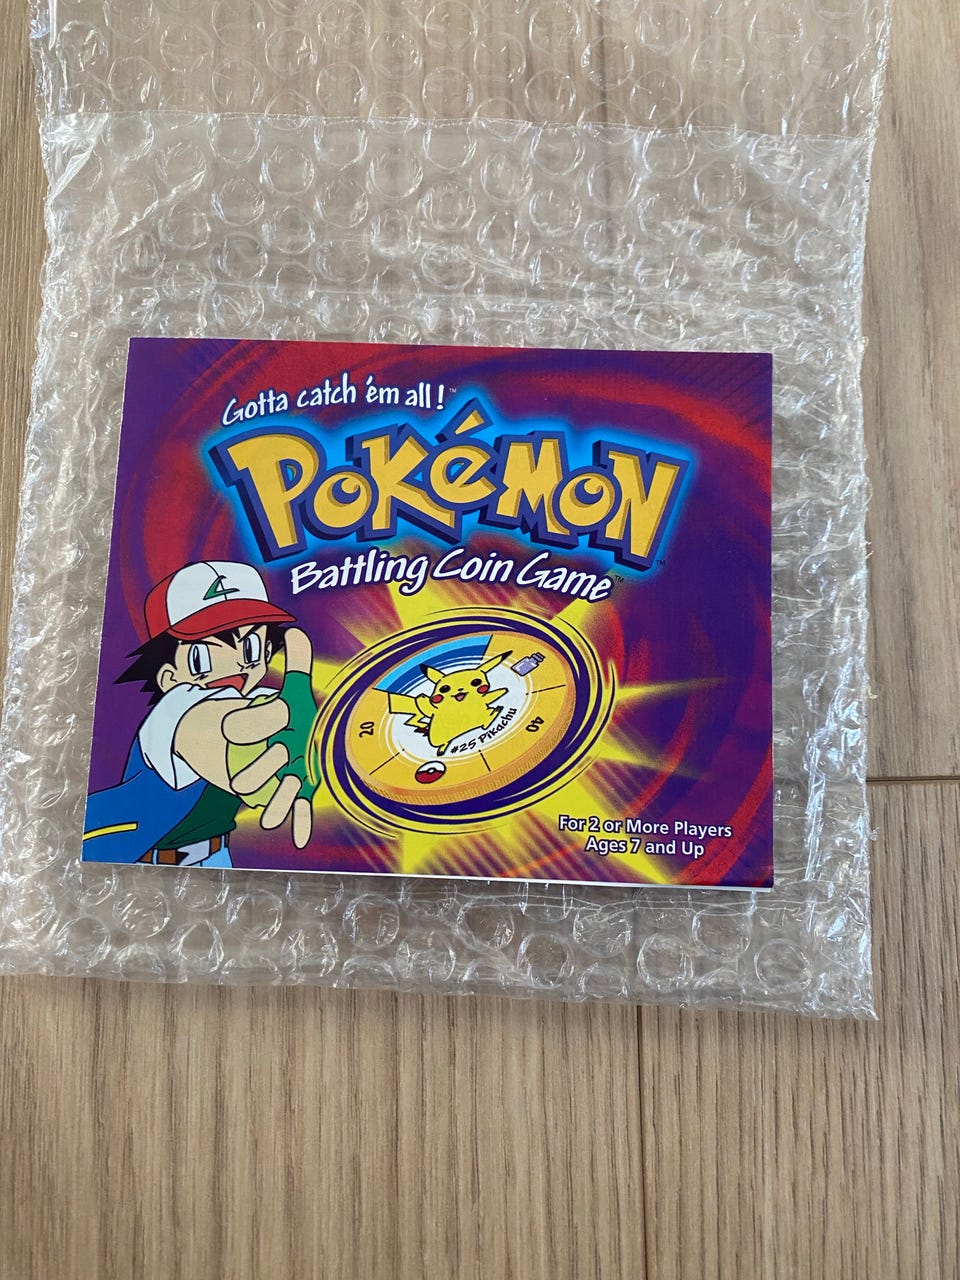 Gotta catch 'em all!™
POKéMON™
Battling Coin Game™
20
40
#25 Pikachu
For 2 or More Players
Ages 7 and Up